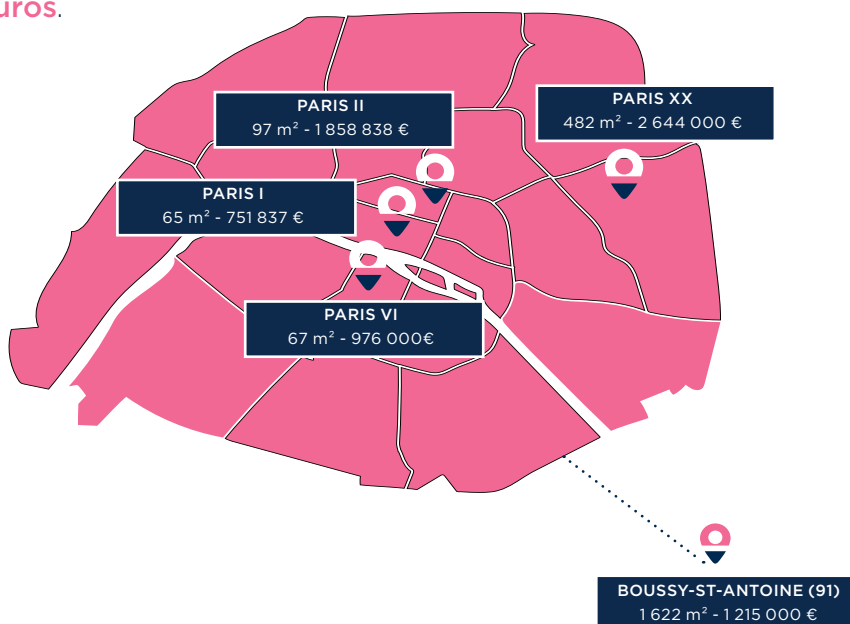 uros.
PARIS II
97 m² - 1 858 838 €
PARIS XX
482 m² - 2 644 000 €
PARIS I
65 m² - 751 837 €
PARIS VI
67 m² - 976 000€
BOUSSY-ST-ANTOINE (91)
1 622 m² - 1 215 000 €